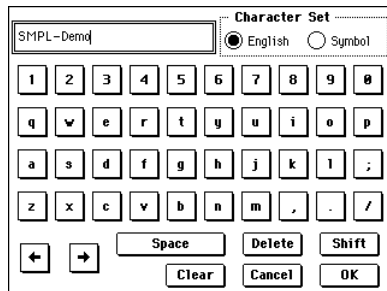 Character Set
SMPL-Demo
English Symbol
1 2 3 4 5 6 7 8 9 0
q w e r t y u i o p
a s d f g h j k l ;
z x c v b n m , . /
← → Space Delete Shift
Clear Cancel OK